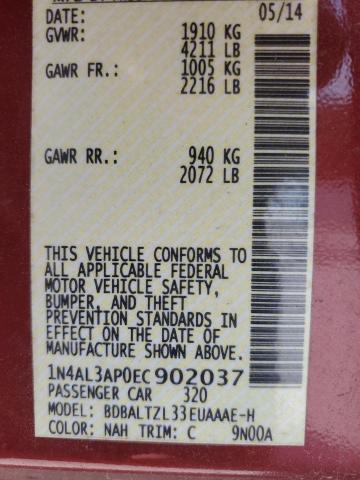 DATE: 05/14
GVWR: 1910 KG
4211 LB
GAWR FR.: 1005 KG
2216 LB
GAWR RR.: 940 KG
2072 LB
THIS VEHICLE CONFORMS TO
ALL APPLICABLE FEDERAL
MOTOR VEHICLE SAFETY,
BUMPER, AND THEFT
PREVENTION STANDARDS IN
EFFECT ON THE DATE OF
MANUFACTURE SHOWN ABOVE.
1N4AL3AP0EC902037
PASSENGER CAR 320
MODEL: BDBALTZL33EUAAAE-H
COLOR: NAH TRIM: C 9N00A